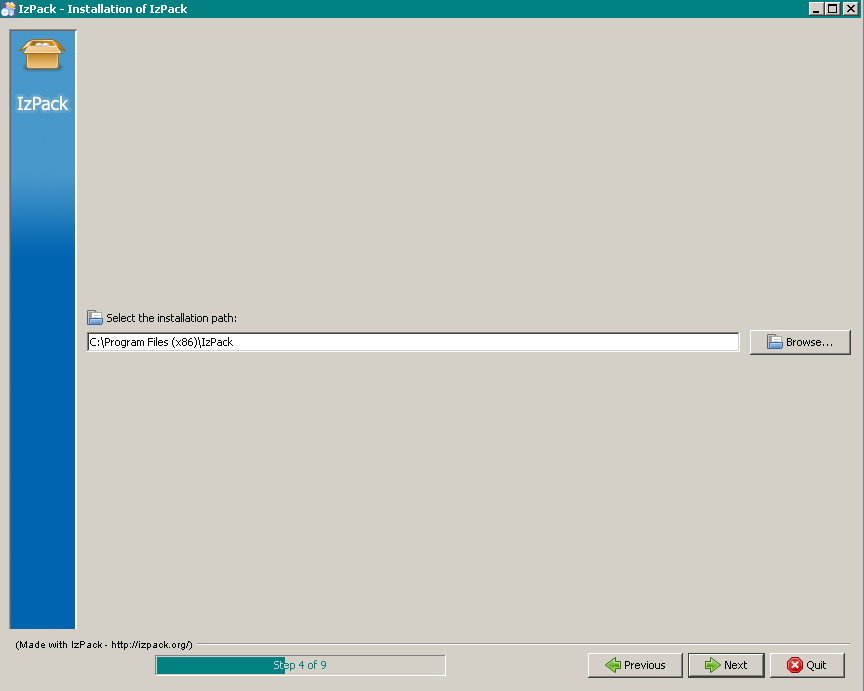 IzPack - Installation of IzPack
IzPack
Select the installation path:
C:\Program Files (x86)\IzPack
Browse...
(Made with IzPack - http://izpack.org/)
Step 4 of 9
Previous
Next
Quit